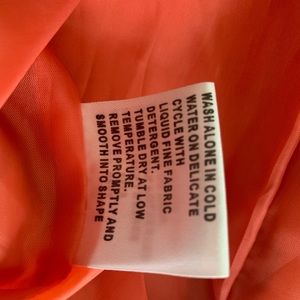 WASH ALONE IN COLD
WATER ON DELICATE
CYCLE WITH
LIQUID FINE FABRIC
DETERGENT.
TUMBLE DRY AT LOW
TEMPERATURE.
REMOVE PROMPTLY AND
SMOOTH INTO SHAPE